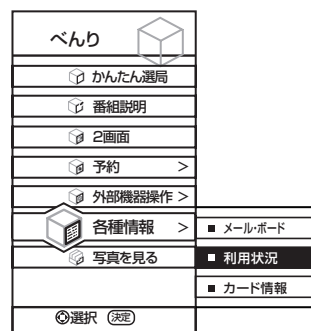 べんり
かんたん選局
番組説明
2画面
予約 >
外部機器操作 >
各種情報 >
写真を見る
■ メール・ボード
■ 利用状況
■ カード情報
選択 決定